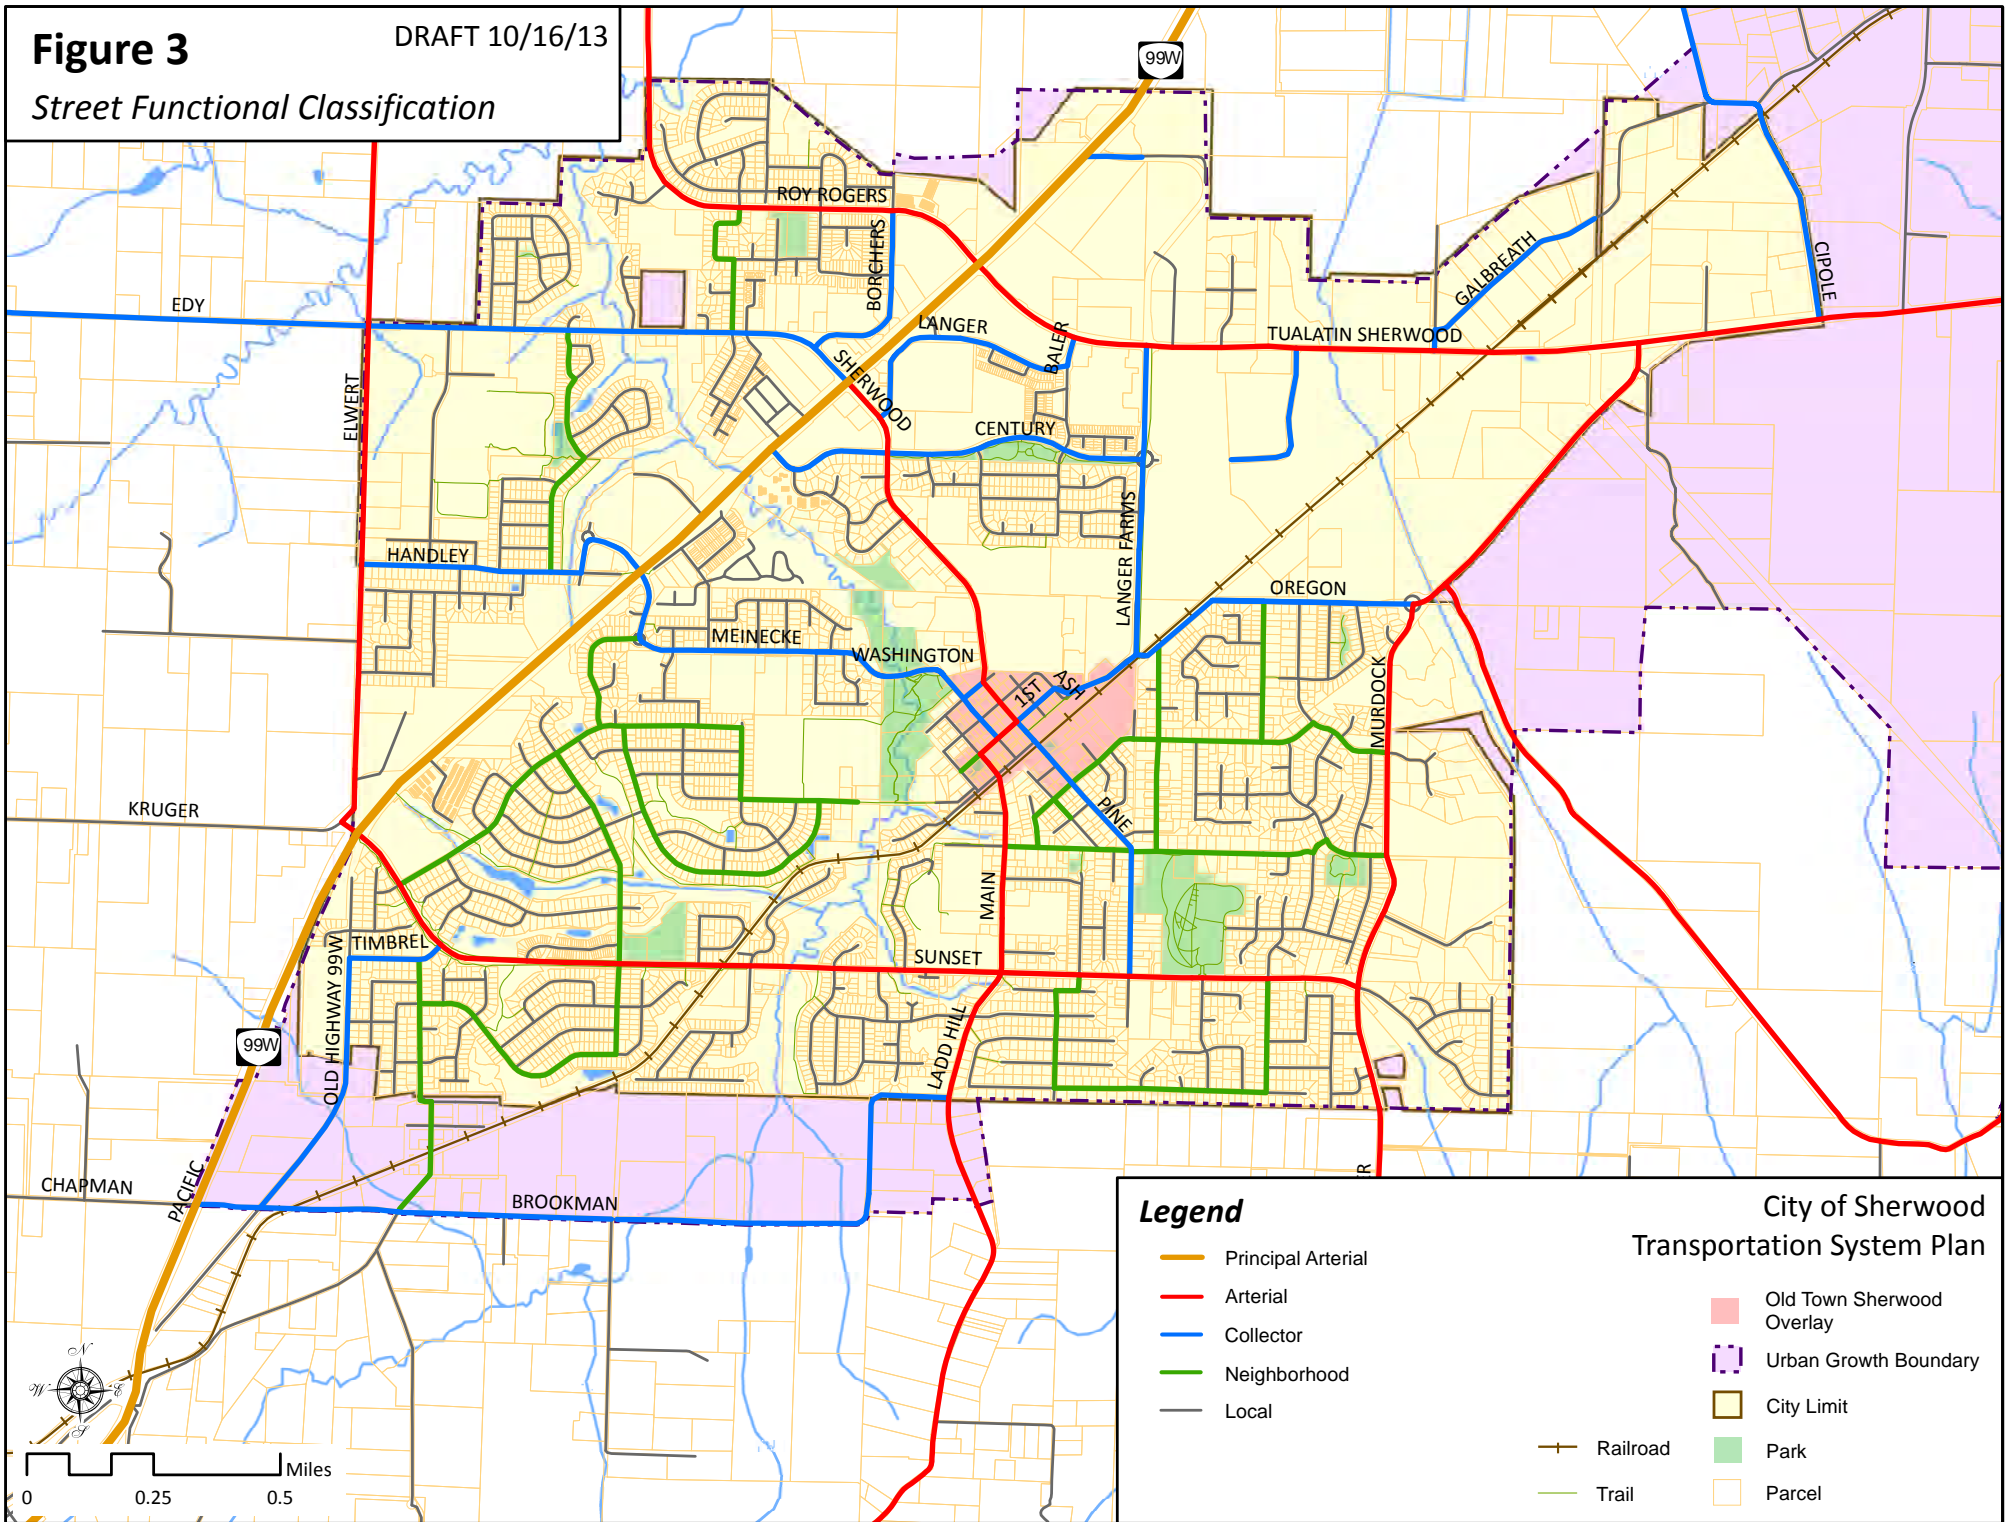 Figure 3
DRAFT 10/16/13
Street Functional Classification
99W
ROY ROGERS
BORCHERS
EDY
LANGER
BALER
GALBREATH
CIPOLE
TUALATIN SHERWOOD
SHERWOOD
ELWERT
CENTURY
LANGER FARMS
HANDLEY
OREGON
MEINECKE
WASHINGTON
1ST
ASH
MURDOCK
KRUGER
PINE
MAIN
TIMBREL
SUNSET
OLD HIGHWAY 99W
99W
LADD HILL
PACIFIC
CHAPMAN
BROOKMAN
ER
Legend
Principal Arterial
Arterial
Collector
Neighborhood
Local
Railroad
Trail
City of Sherwood
Transportation System Plan
Old Town Sherwood
Overlay
Urban Growth Boundary
City Limit
Park
Parcel
N
W
E
S
Miles
0
0.25
0.5